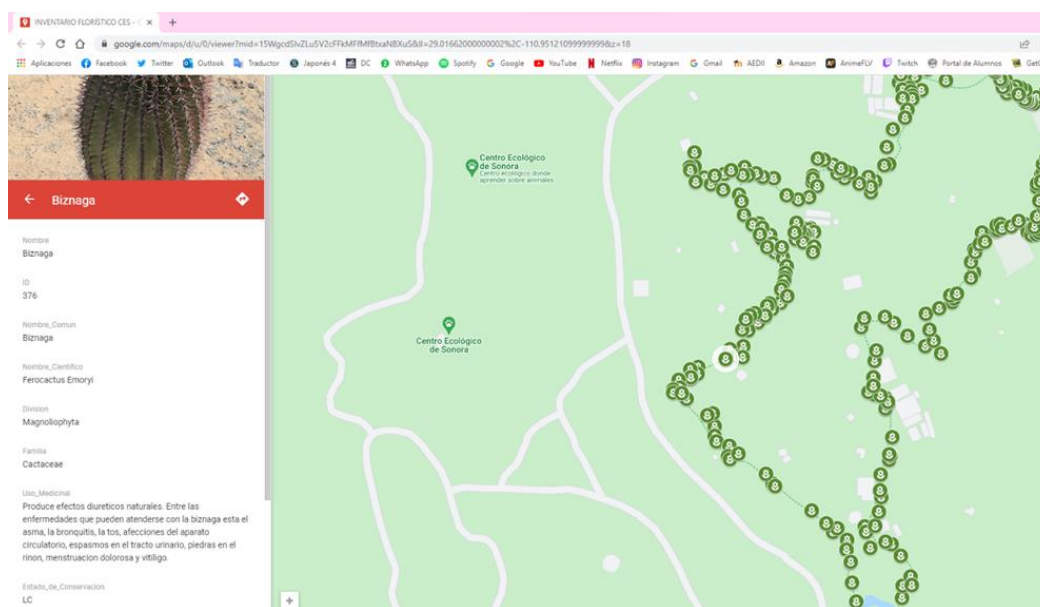 INVENTARIO FLORÍSTICO CES - C
google.com/maps/d/u/0/viewer?mid=15WgcdSlvZLu5V2cFkMFfMfBtxaN8XuS&ll=29.01662000000002%2C-110.95121099999999&z=18
Aplicaciones Facebook Twitter Outlook Traductor Japonés 4 DC WhatsApp Spotify Google YouTube Netflix Instagram Gmail AEDII Amazon AnimeFLV Twitch Portal de Alumnos
Biznaga
Nombre
Biznaga
ID
376
Nombre_Comun
Biznaga
Nombre_Cientifico
Ferocactus Emoryi
Division
Magnoliophyta
Familia
Cactaceae
Uso_Medicinal
Produce efectos diureticos naturales. Entre las
enfermedades que pueden atenderse con la biznaga esta el
asma, la bronquitis, la tos, afecciones del aparato
circulatorio, espasmos en el tracto urinario, piedras en el
rinon, menstruacion dolorosa y vitiligo.
Estado_de_Conservacion
LC
Centro Ecológico
de Sonora
Centro ecológico donde
aprender sobre animales
Centro Ecológico
de Sonora